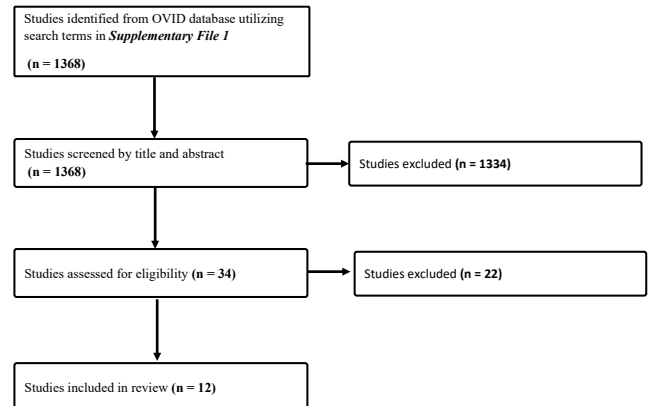 Studies identified from OVID database utilizing
search terms in Supplementary File 1
(n = 1368)
Studies screened by title and abstract
(n = 1368)
Studies excluded (n = 1334)
Studies assessed for eligibility (n = 34)
Studies excluded (n = 22)
Studies included in review (n = 12)